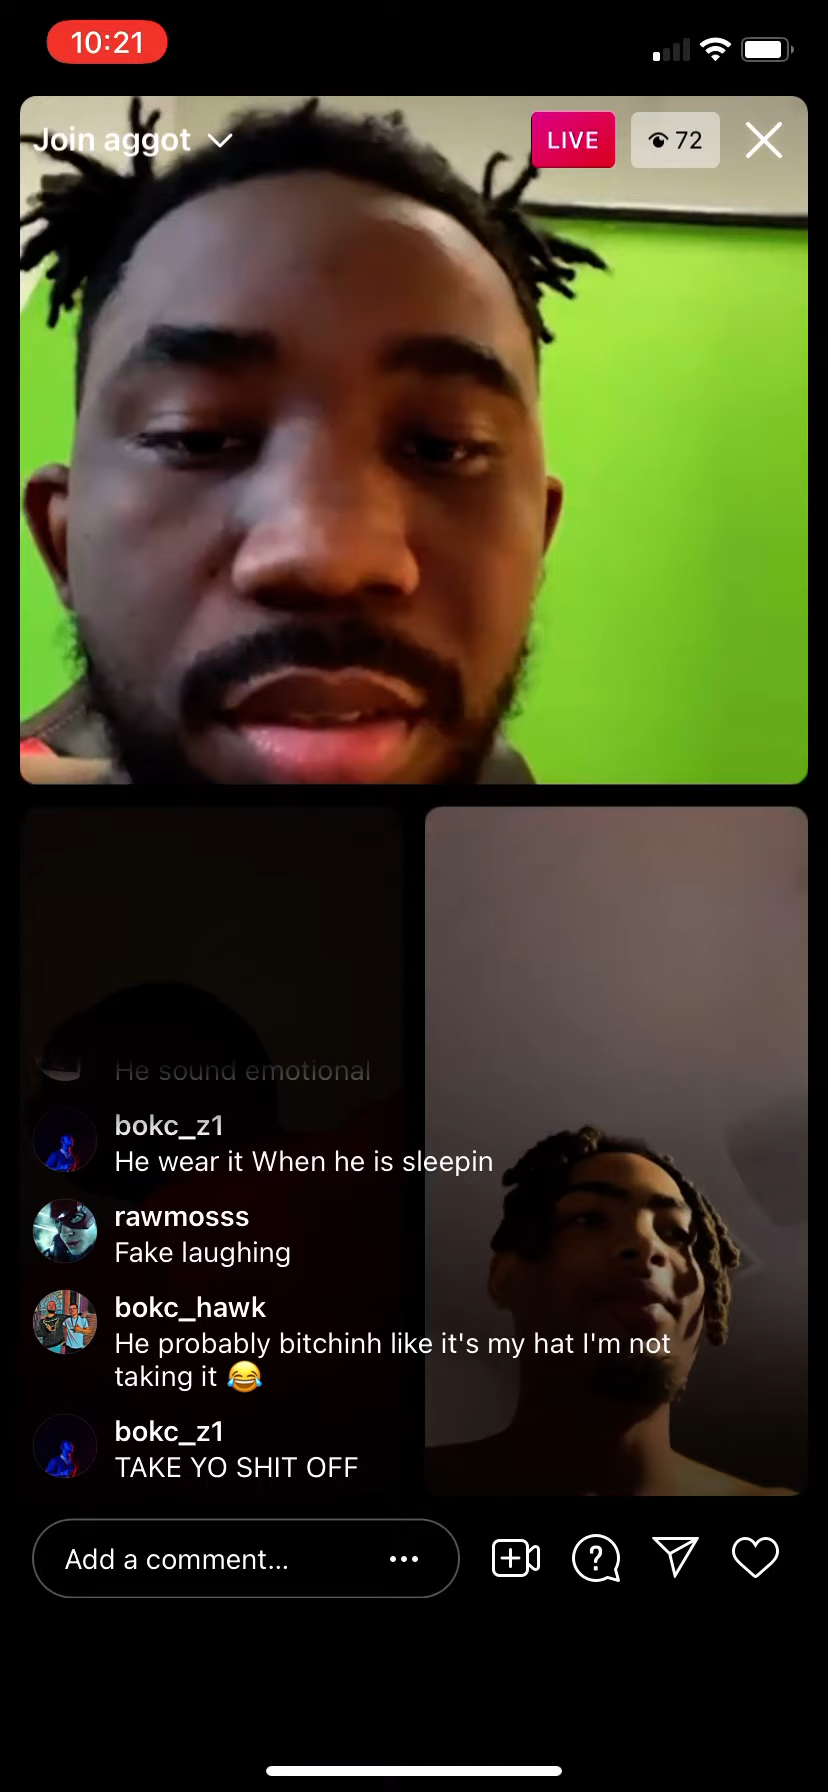 10:21
Join aggot
LIVE
72
He sound emotional
bokc_z1
He wear it When he is sleepin
rawmosss
Fake laughing
bokc_hawk
He probably bitchinh like it's my hat I'm not
taking it 😂
bokc_z1
TAKE YO SHIT OFF
Add a comment...